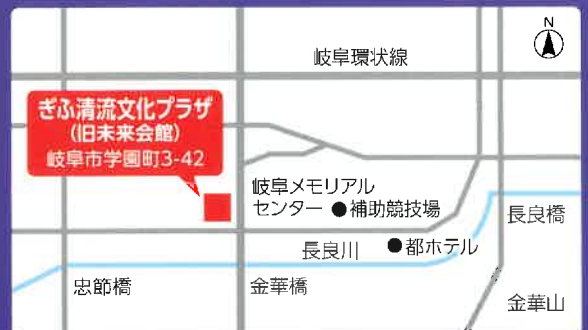 N
岐阜環状線
ぎふ清流文化プラザ
(旧未来会館)
岐阜市学園町3-42
岐阜メモリアル
センター ●補助競技場
長良橋
長良川
●都ホテル
忠節橋
金華橋
金華山